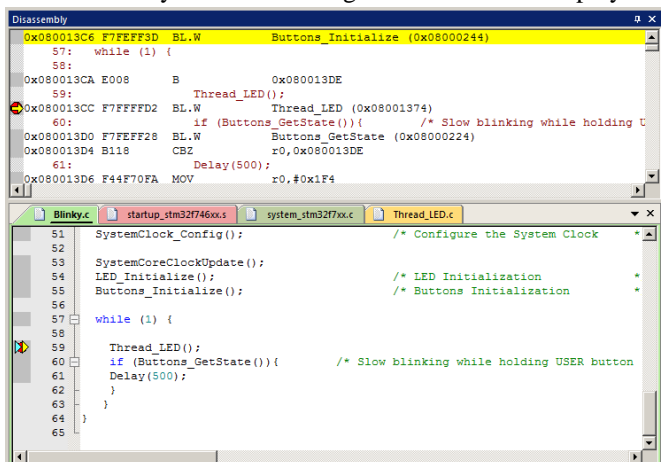 Disassembly
0x080013C6 F7FEFF3D BL.W Buttons_Initialize (0x08000244)
57: while (1) {
58:
0x080013CA E008 B 0x080013DE
59: Thread_LED();
0x080013CC F7FFFFD2 BL.W Thread_LED (0x08001374)
60: if (Buttons_GetState()){ /* Slow blinking while holding U
0x080013D0 F7FEFF28 BL.W Buttons_GetState (0x08000224)
0x080013D4 B118 CBZ r0,0x080013DE
61: Delay(500);
0x080013D6 F44F70FA MOV r0,#0x1F4
Blinky.c startup_stm32f746xx.s system_stm32f7xx.c Thread_LED.c
51 SystemClock_Config(); /* Configure the System Clock *
52
53 SystemCoreClockUpdate();
54 LED_Initialize(); /* LED Initialization *
55 Buttons_Initialize(); /* Buttons Initialization *
56
57 while (1) {
58
59 Thread_LED();
60 if (Buttons_GetState()){ /* Slow blinking while holding USER button
61 Delay(500);
62 }
63 }
64 }
65